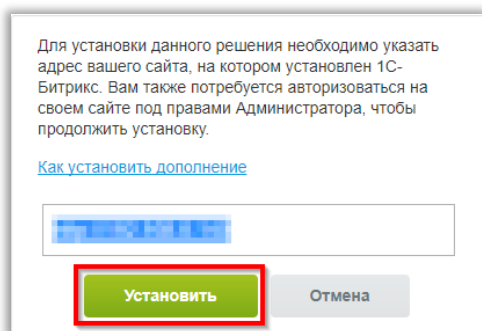 Для установки данного решения необходимо указать
адрес вашего сайта, на котором установлен 1С-
Битрикс. Вам также потребуется авторизоваться на
своем сайте под правами Администратора, чтобы
продолжить установку.
Как установить дополнение
Установить
Отмена